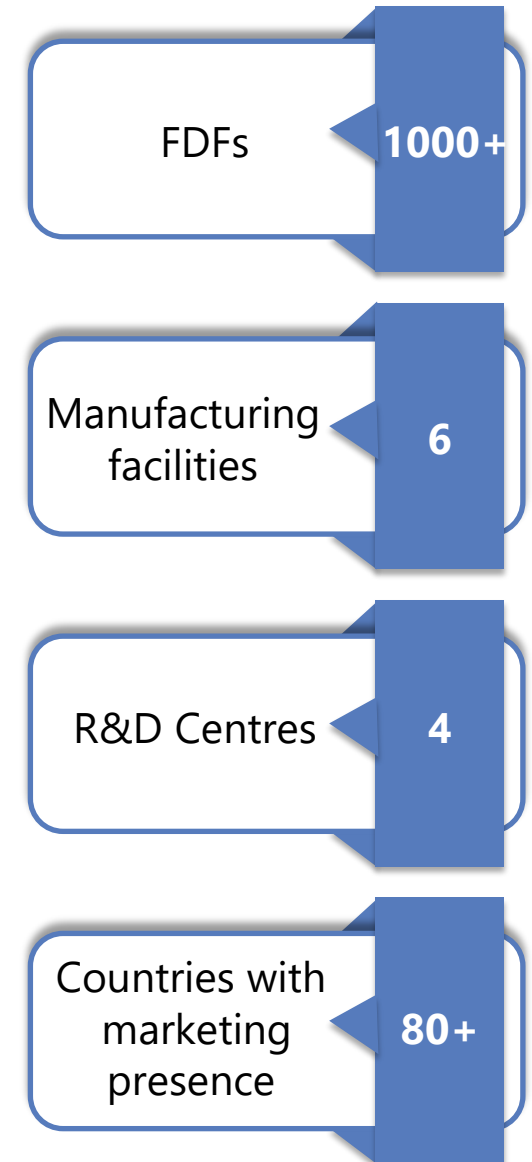 FDFs
1000+
Manufacturing
facilities
6
R&D Centres
4
Countries with
marketing
presence
80+